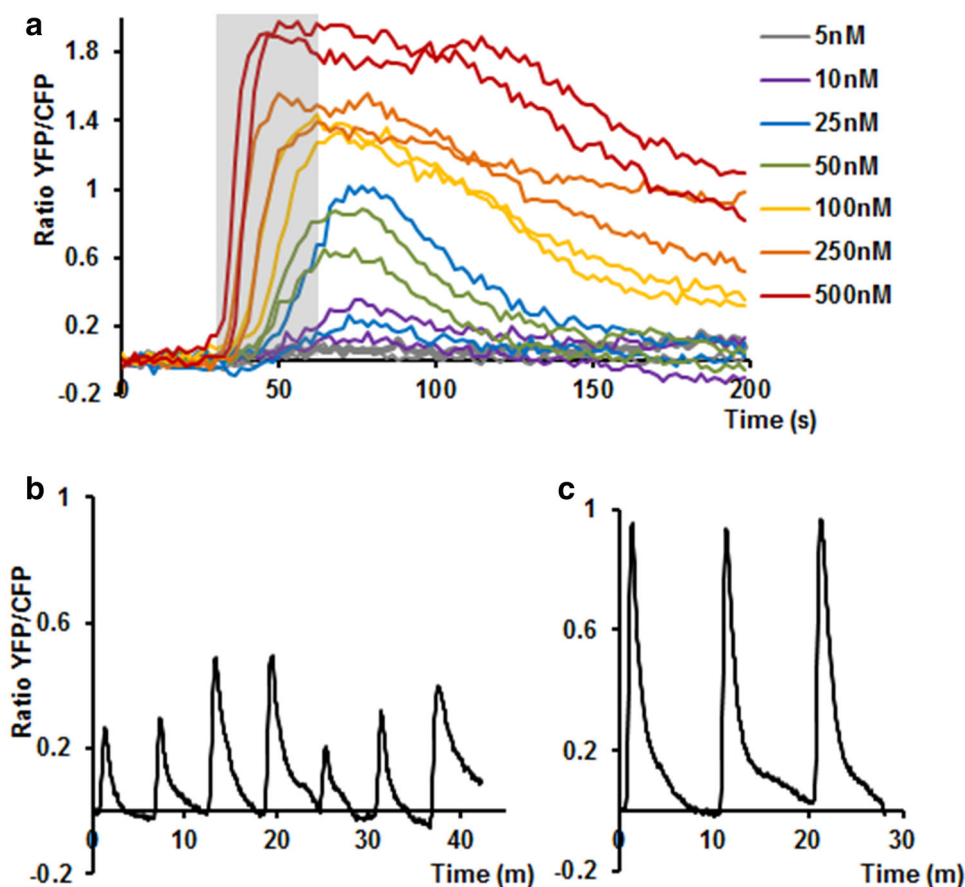 a
Ratio YFP/CFP
1.8
1.4
1
0.6
0.2
-0.2
0
50
100
150
200
Time (s)
5nM
10nM
25nM
50nM
100nM
250nM
500nM
b
Ratio YFP/CFP
1
0.6
0.2
-0.2
0
10
20
30
40
Time (m)
c
1
0.6
0.2
-0.2
0
10
20
30
Time (m)